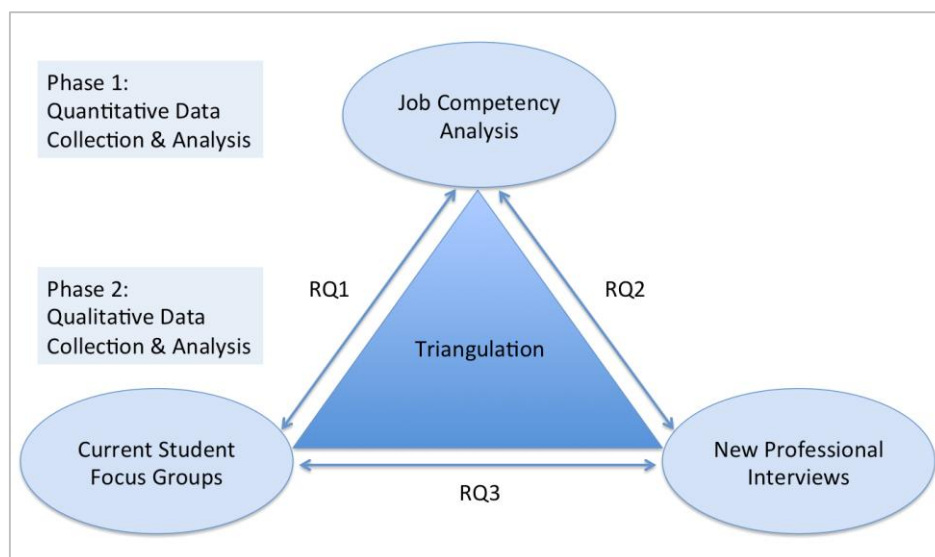 Phase 1:
Quantitative Data
Collection & Analysis
Job Competency
Analysis
Phase 2:
Qualitative Data
Collection & Analysis
RQ1
RQ2
Triangulation
Current Student
Focus Groups
New Professional
Interviews
RQ3